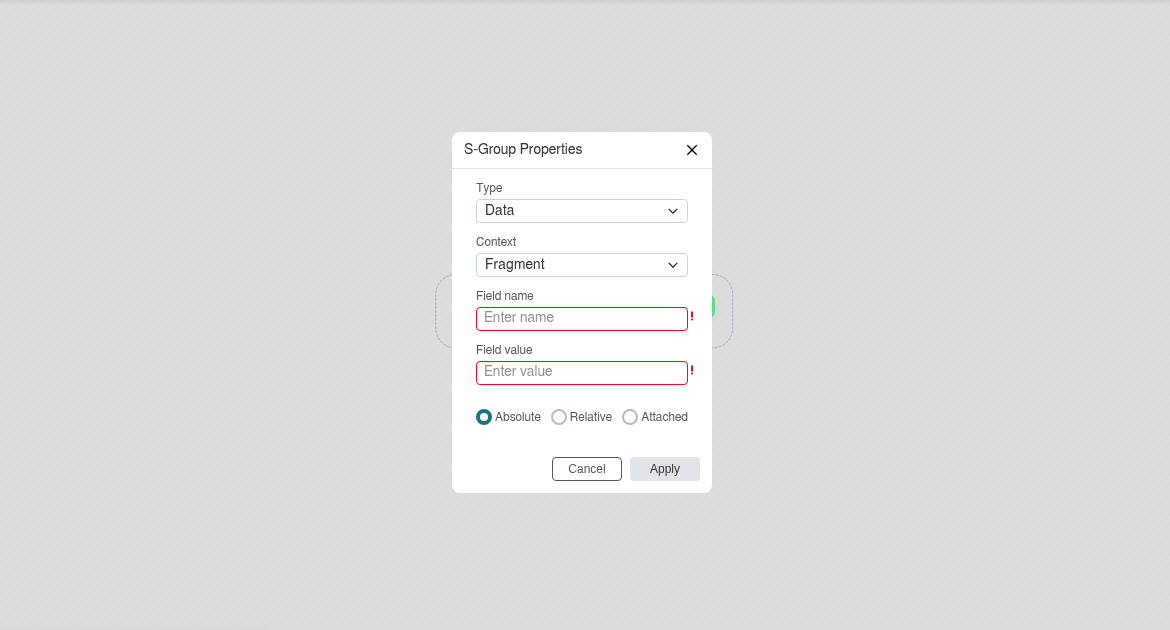 S-Group Properties
Type
Data
Context
Fragment
Field name
Enter name
!
Field value
Enter value
!
Absolute Relative Attached
Cancel Apply